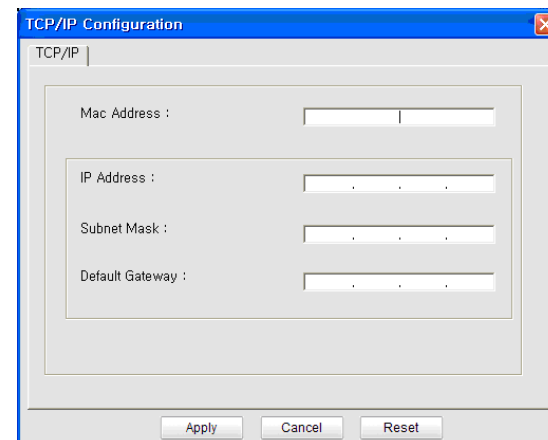 TCP/IP Configuration
TCP/IP
Mac Address :
IP Address :
. . .
Subnet Mask :
. . .
Default Gateway :
. . .
Apply Cancel Reset